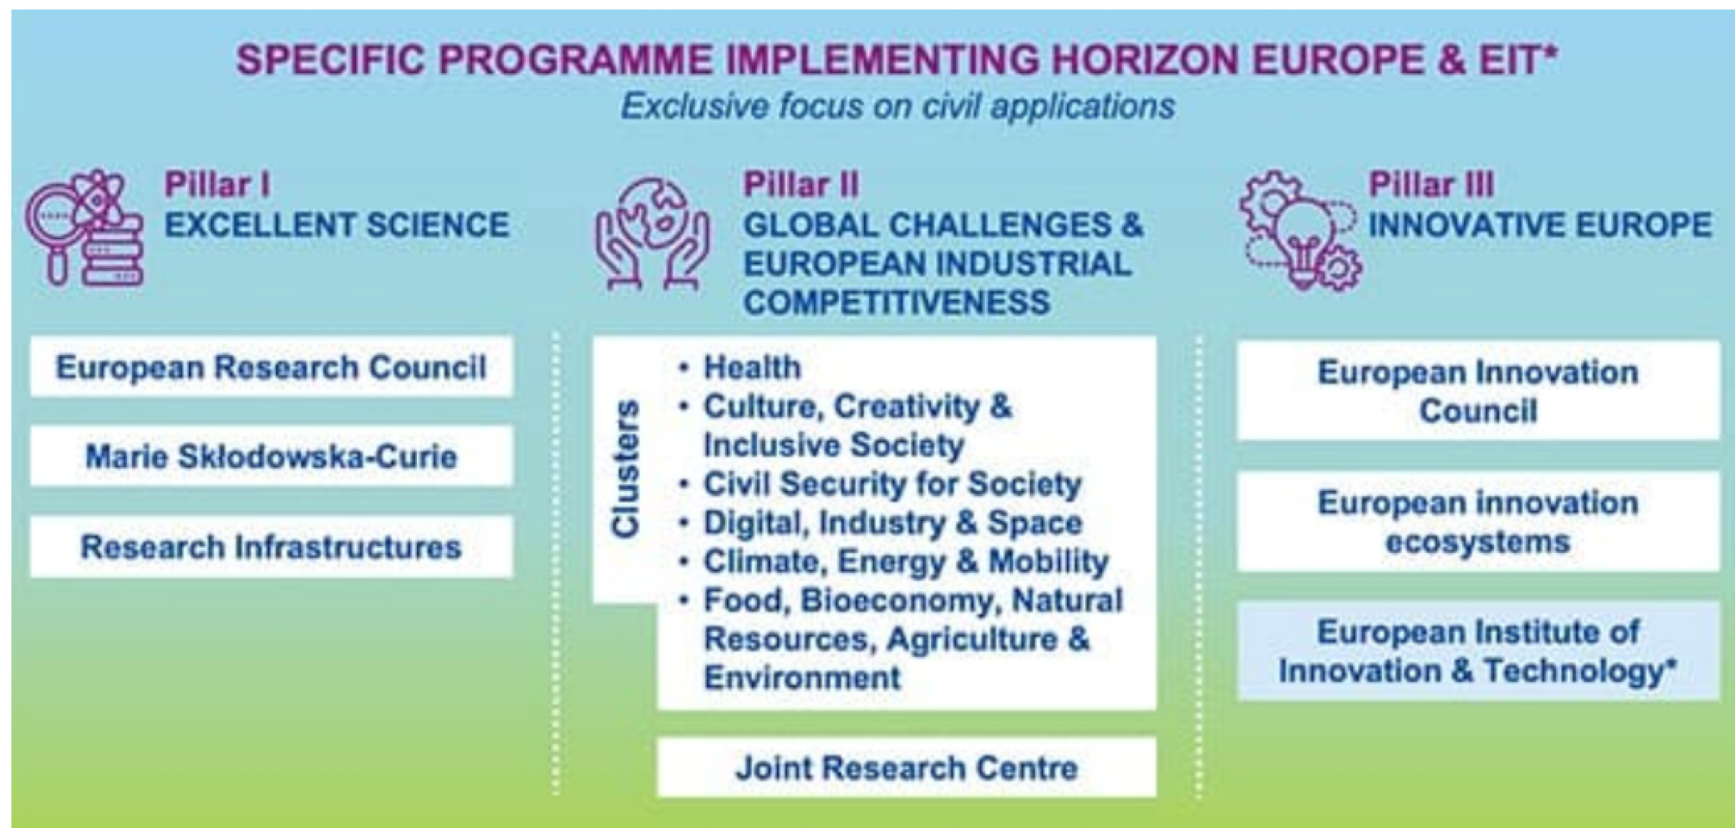 SPECIFIC PROGRAMME IMPLEMENTING HORIZON EUROPE & EIT*
Exclusive focus on civil applications
Pillar I
EXCELLENT SCIENCE
European Research Council
Marie Skłodowska-Curie
Research Infrastructures
Pillar II
GLOBAL CHALLENGES &
EUROPEAN INDUSTRIAL
COMPETITIVENESS
Clusters
• Health
• Culture, Creativity &
Inclusive Society
• Civil Security for Society
• Digital, Industry & Space
• Climate, Energy & Mobility
• Food, Bioeconomy, Natural
Resources, Agriculture &
Environment
Joint Research Centre
Pillar III
INNOVATIVE EUROPE
European Innovation
Council
European innovation
ecosystems
European Institute of
Innovation & Technology*